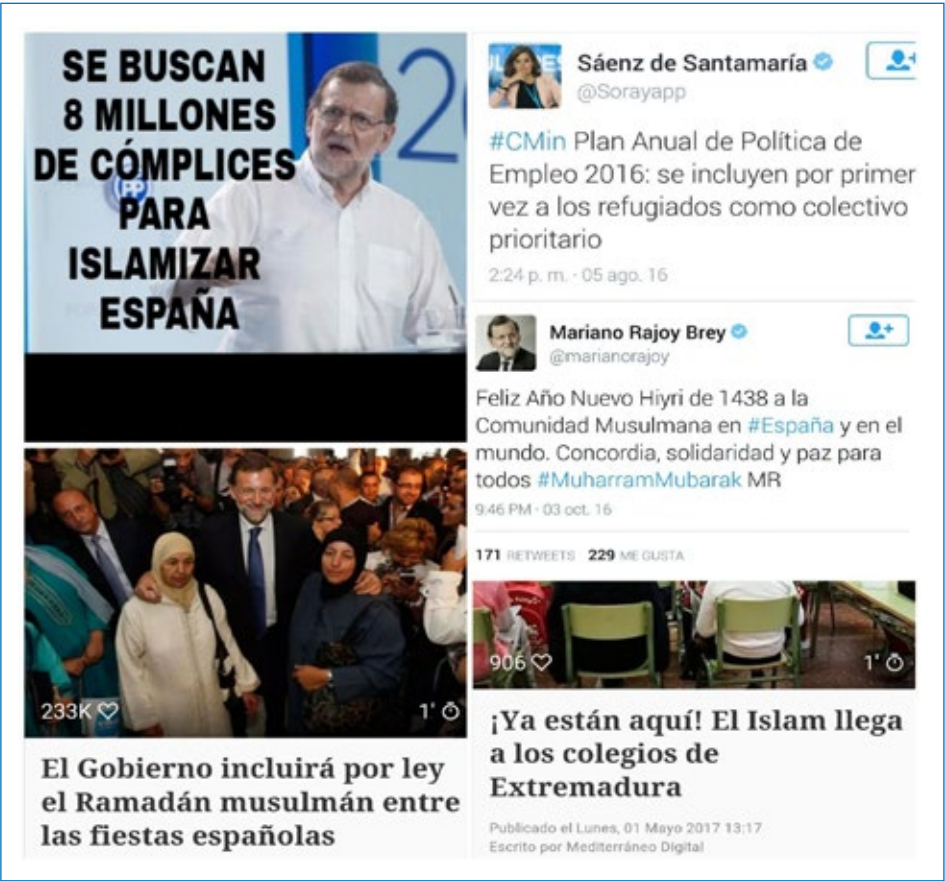 SE BUSCAN
8 MILLONES
DE CÓMPLICES
PARA
ISLAMIZAR
ESPAÑA
PP
20
233K
1'
El Gobierno incluirá por ley
el Ramadán musulmán entre
las fiestas españolas
Sáenz de Santamaría
@Sorayapp
#CMin Plan Anual de Política de
Empleo 2016: se incluyen por primer
vez a los refugiados como colectivo
prioritario
2:24 p. m. · 05 ago. 16
Mariano Rajoy Brey
@marianorajoy
Feliz Año Nuevo Hiyri de 1438 a la
Comunidad Musulmana en #España y en el
mundo. Concordia, solidaridad y paz para
todos #MuharramMubarak MR
9:46 PM · 03 oct. 16
171 RETWEETS 229 ME GUSTA
906
1'
¡Ya están aquí! El Islam llega
a los colegios de
Extremadura
Publicado el Lunes, 01 Mayo 2017 13:17
Escrito por Mediterráneo Digital